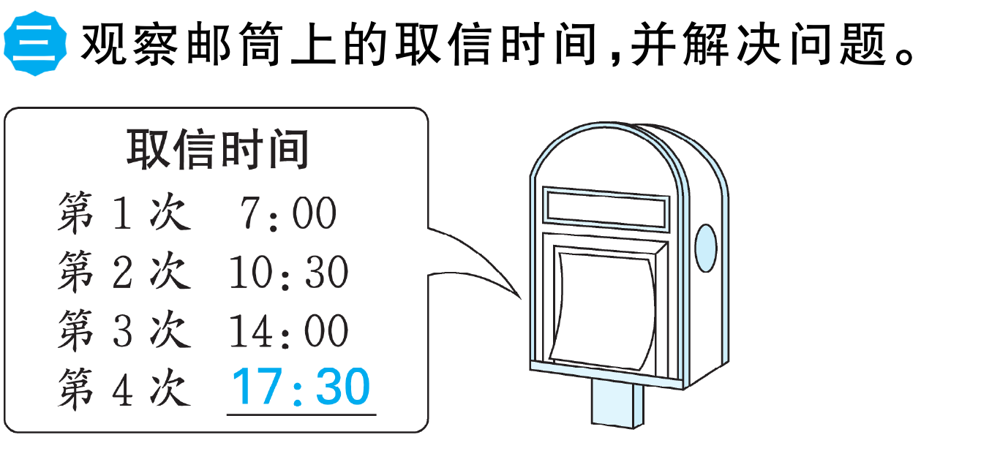 三 观察邮筒上的取信时间,并解决问题。
取信时间
第 1 次 7:00
第 2 次 10:30
第 3 次 14:00
第 4 次 17:30